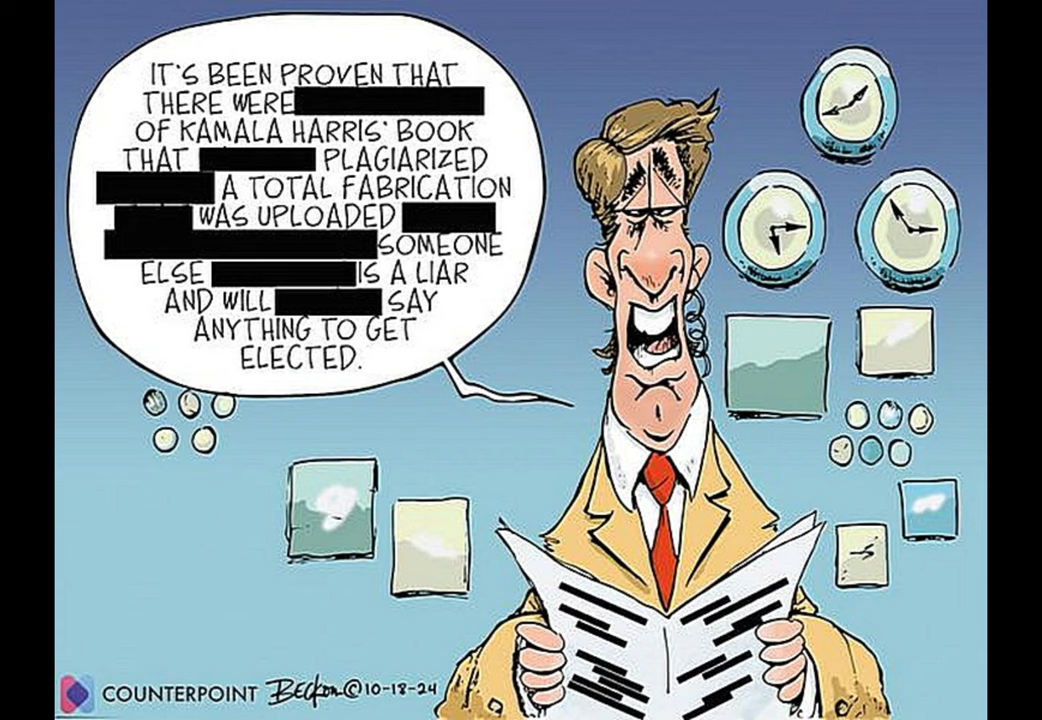 IT'S BEEN PROVEN THAT
THERE WERE
OF KAMALA HARRIS' BOOK
THAT PLAGIARIZED
A TOTAL FABRICATION
WAS UPLOADED
SOMEONE
ELSE IS A LIAR
AND WILL SAY
ANYTHING TO GET
ELECTED.
COUNTERPOINT BECKOM ©10-18-24